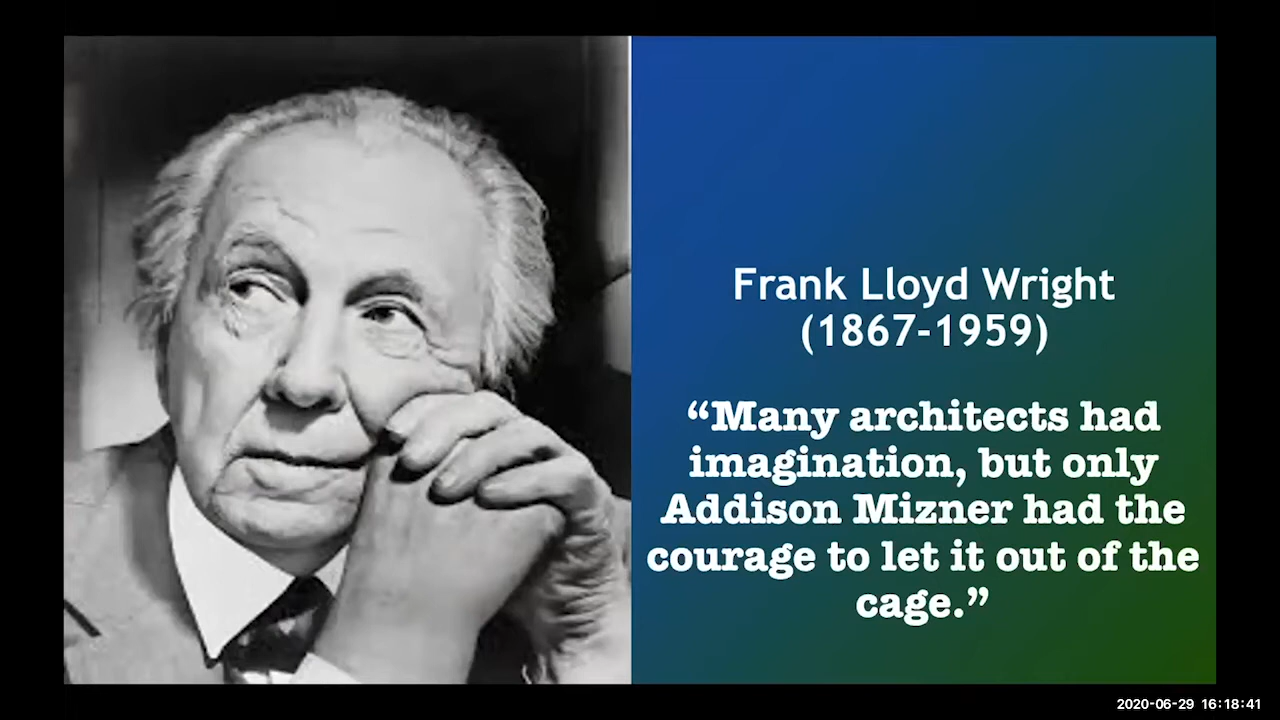 Frank Lloyd Wright
(1867-1959)
“Many architects had
imagination, but only
Addison Mizner had the
courage to let it out of the
cage.”
2020-06-29 16:18:41